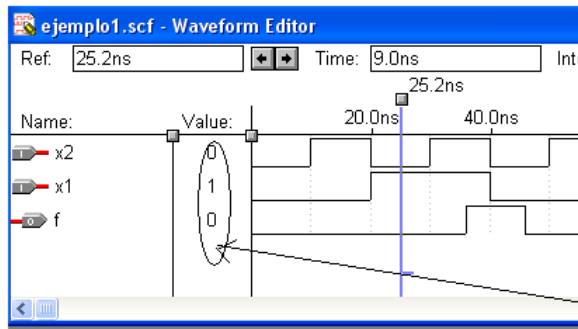 ejemplo1.scf - Waveform Editor
Ref: 25.2ns Time: 9.0ns Int
25.2ns
Name: Value: 20.0ns 40.0ns
x2 0
x1 1
f 0